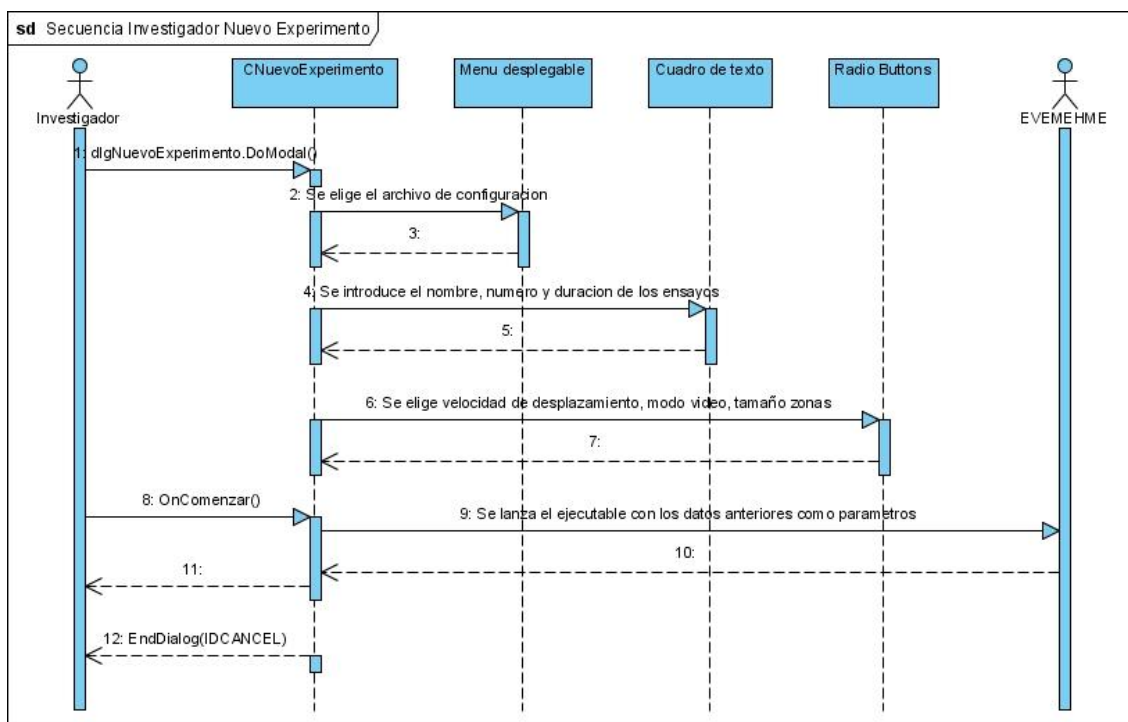 sd Secuencia Investigador Nuevo Experimento
CNuevoExperimento
Menu desplegable
Cuadro de texto
Radio Buttons
Investigador
EVEMEHME
1: dlgNuevoExperimento.DoModal()
2: Se elige el archivo de configuracion
3:
4: Se introduce el nombre, numero y duracion de los ensayos
5:
6: Se elige velocidad de desplazamiento, modo video, tamaño zonas
7:
8: OnComenzar()
9: Se lanza el ejecutable con los datos anteriores como parametros
10:
11:
12: EndDialog(IDCANCEL)